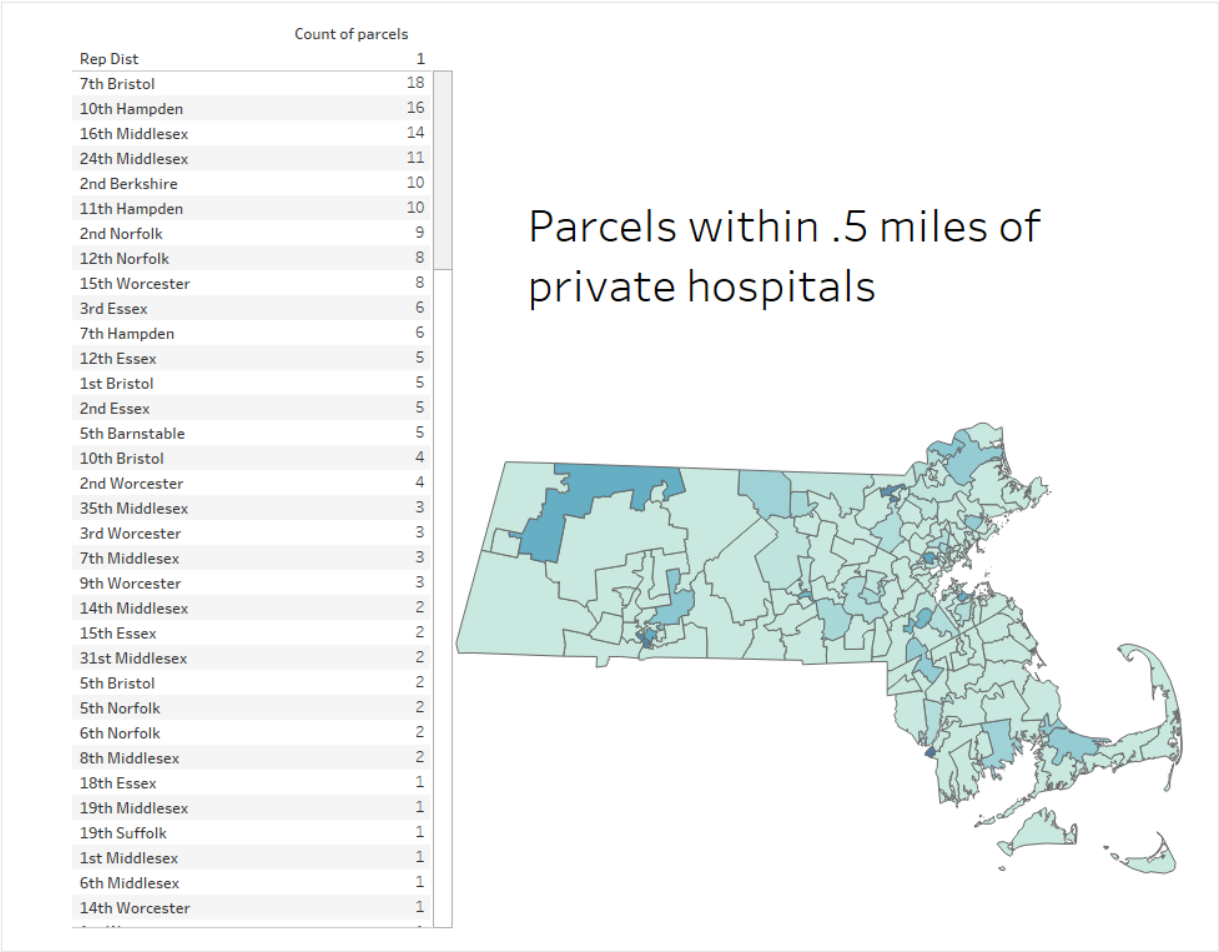 Count of parcels
Rep Dist 1
7th Bristol 18
10th Hampden 16
16th Middlesex 14
24th Middlesex 11
2nd Berkshire 10
11th Hampden 10
2nd Norfolk 9
12th Norfolk 8
15th Worcester 8
3rd Essex 6
7th Hampden 6
12th Essex 5
1st Bristol 5
2nd Essex 5
5th Barnstable 5
10th Bristol 4
2nd Worcester 4
35th Middlesex 3
3rd Worcester 3
7th Middlesex 3
9th Worcester 3
14th Middlesex 2
15th Essex 2
31st Middlesex 2
5th Bristol 2
5th Norfolk 2
6th Norfolk 2
8th Middlesex 2
18th Essex 1
19th Middlesex 1
19th Suffolk 1
1st Middlesex 1
6th Middlesex 1
14th Worcester 1
Parcels within .5 miles of
private hospitals